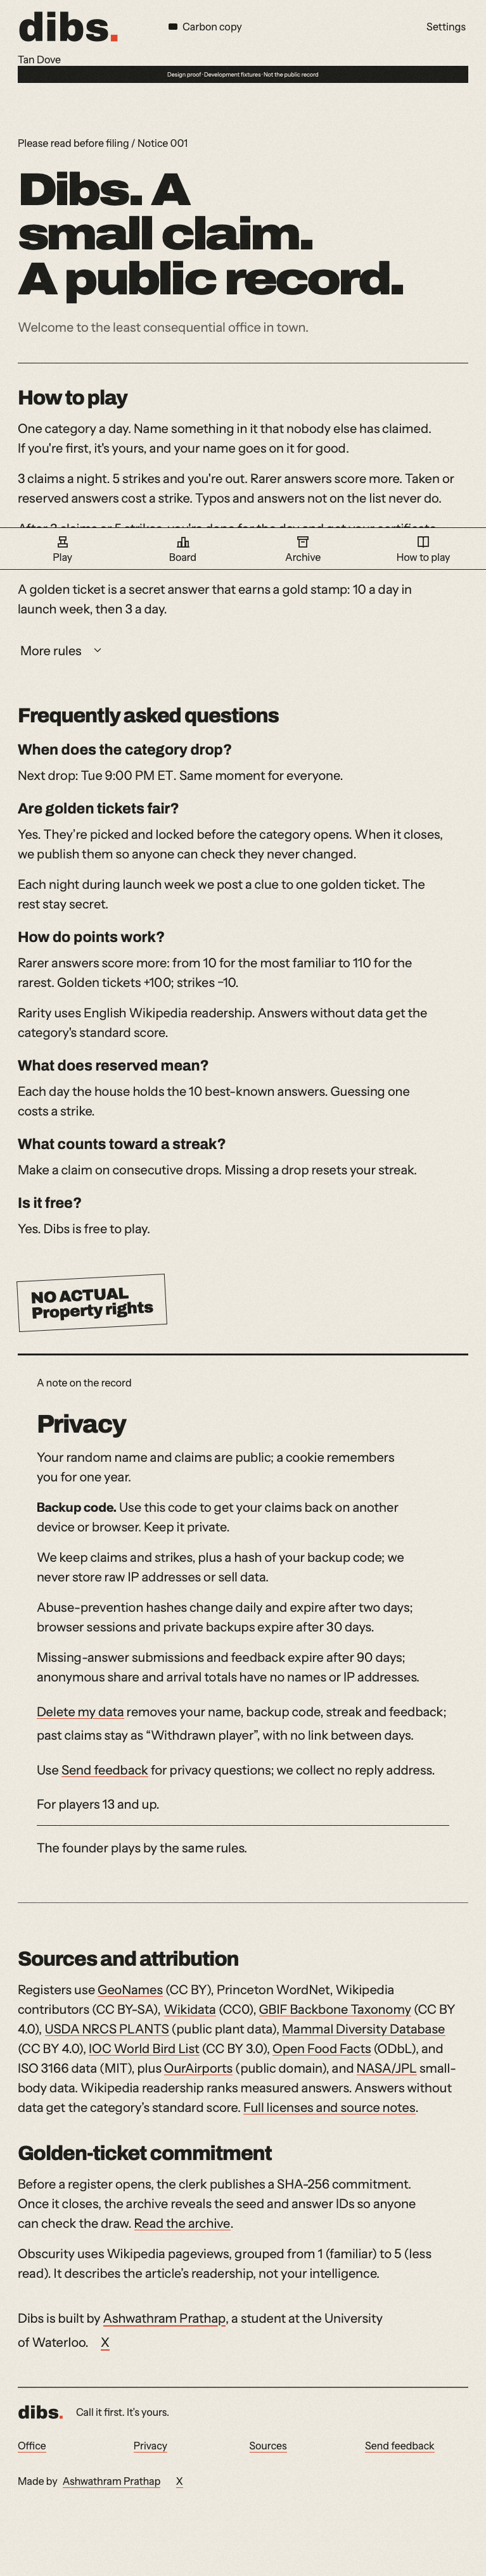 dibs.
Carbon copy
Settings
Tan Dove
Design proof · Development fixtures · Not the public record
Please read before filing / Notice 001
Dibs. A
small claim.
A public record.
Welcome to the least consequential office in town.
How to play
One category a day. Name something in it that nobody else has claimed.
If you're first, it's yours, and your name goes on it for good.
3 claims a night. 5 strikes and you're out. Rarer answers score more. Taken or
reserved answers cost a strike. Typos and answers not on the list never do.
After 3 claims or 5 strikes, you're done for the day and get your certificate.
Play
Board
Archive
How to play
A golden ticket is a secret answer that earns a gold stamp: 10 a day in
launch week, then 3 a day.
More rules
Frequently asked questions
When does the category drop?
Next drop: Tue 9:00 PM ET. Same moment for everyone.
Are golden tickets fair?
Yes. They're picked and locked before the category opens. When it closes,
we publish them so anyone can check they never changed.
Each night during launch week we post a clue to one golden ticket. The
rest stay secret.
How do points work?
Rarer answers score more: from 10 for the most familiar to 110 for the
rarest. Golden tickets +100; strikes −10.
Rarity uses English Wikipedia readership. Answers without data get the
category's standard score.
What does reserved mean?
Each day the house holds the 10 best-known answers. Guessing one
costs a strike.
What counts toward a streak?
Make a claim on consecutive drops. Missing a drop resets your streak.
Is it free?
Yes. Dibs is free to play.
NO ACTUAL
Property rights
A note on the record
Privacy
Your random name and claims are public; a cookie remembers
you for one year.
Backup code. Use this code to get your claims back on another
device or browser. Keep it private.
We keep claims and strikes, plus a hash of your backup code; we
never store raw IP addresses or sell data.
Abuse-prevention hashes change daily and expire after two days;
browser sessions and private backups expire after 30 days.
Missing-answer submissions and feedback expire after 90 days;
anonymous share and arrival totals have no names or IP addresses.
Delete my data removes your name, backup code, streak and feedback;
past claims stay as “Withdrawn player”, with no link between days.
Use Send feedback for privacy questions; we collect no reply address.
For players 13 and up.
The founder plays by the same rules.
Sources and attribution
Registers use GeoNames (CC BY), Princeton WordNet, Wikipedia
contributors (CC BY-SA), Wikidata (CC0), GBIF Backbone Taxonomy (CC BY
4.0), USDA NRCS PLANTS (public plant data), Mammal Diversity Database
(CC BY 4.0), IOC World Bird List (CC BY 3.0), Open Food Facts (ODbL), and
ISO 3166 data (MIT), plus OurAirports (public domain), and NASA/JPL small-
body data. Wikipedia readership ranks measured answers. Answers without
data get the category's standard score. Full licenses and source notes.
Golden-ticket commitment
Before a register opens, the clerk publishes a SHA-256 commitment.
Once it closes, the archive reveals the seed and answer IDs so anyone
can check the draw. Read the archive.
Obscurity uses Wikipedia pageviews, grouped from 1 (familiar) to 5 (less
read). It describes the article's readership, not your intelligence.
Dibs is built by Ashwathram Prathap, a student at the University
of Waterloo. X
dibs. Call it first. It's yours.
Office
Privacy
Sources
Send feedback
Made by Ashwathram Prathap X